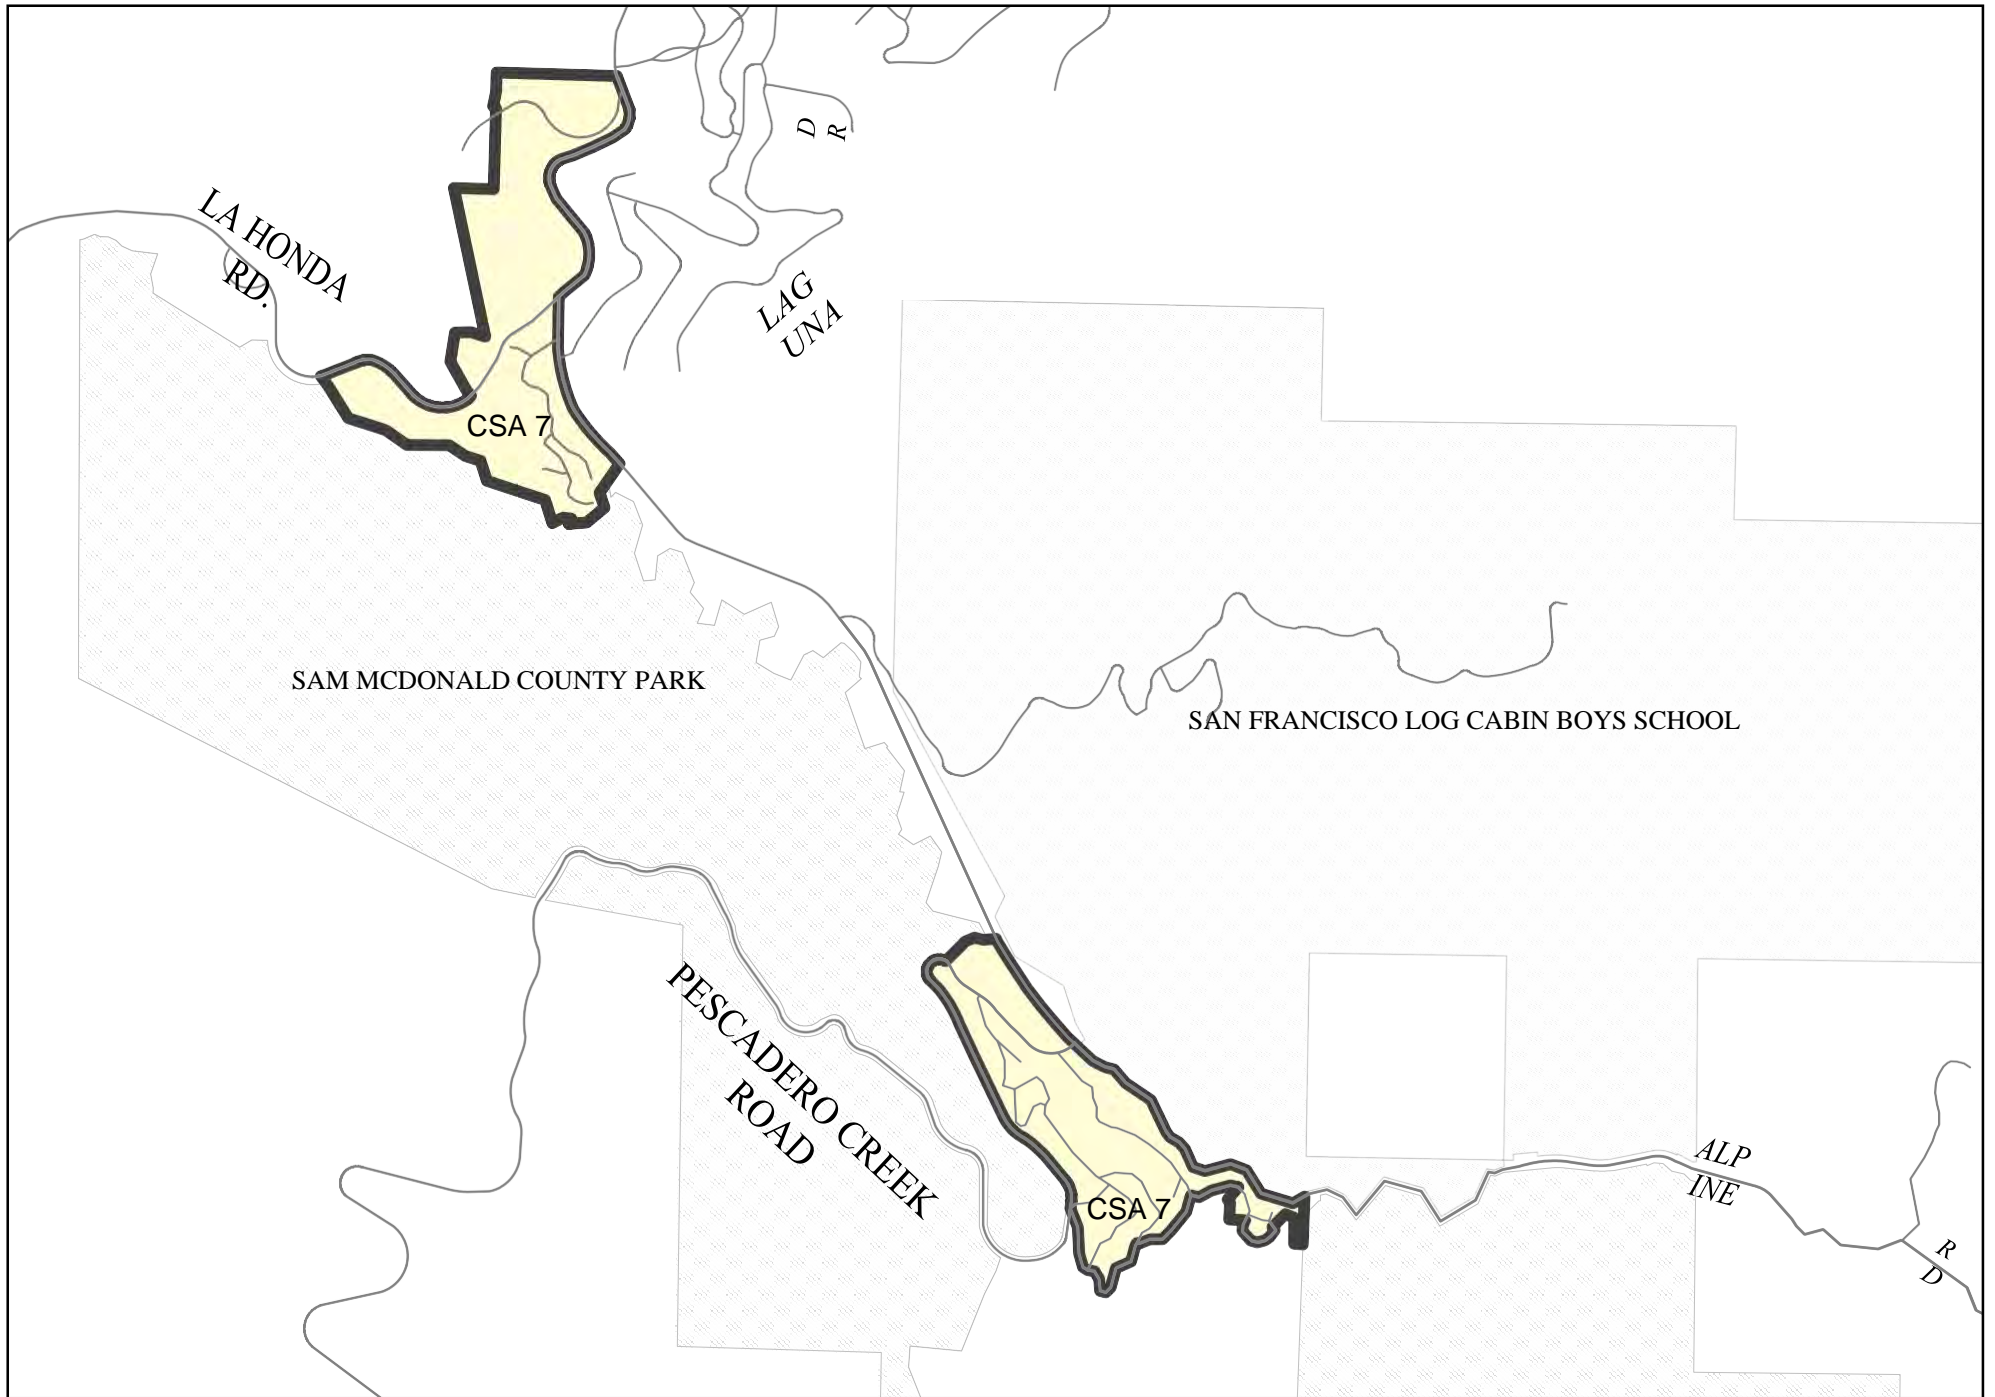 D
R
LA HONDA
RD.
LAG
UNA
CSA 7
SAM MCDONALD COUNTY PARK
SAN FRANCISCO LOG CABIN BOYS SCHOOL
PESCADERO CREEK
ROAD
CSA 7
ALP
INE
R
D